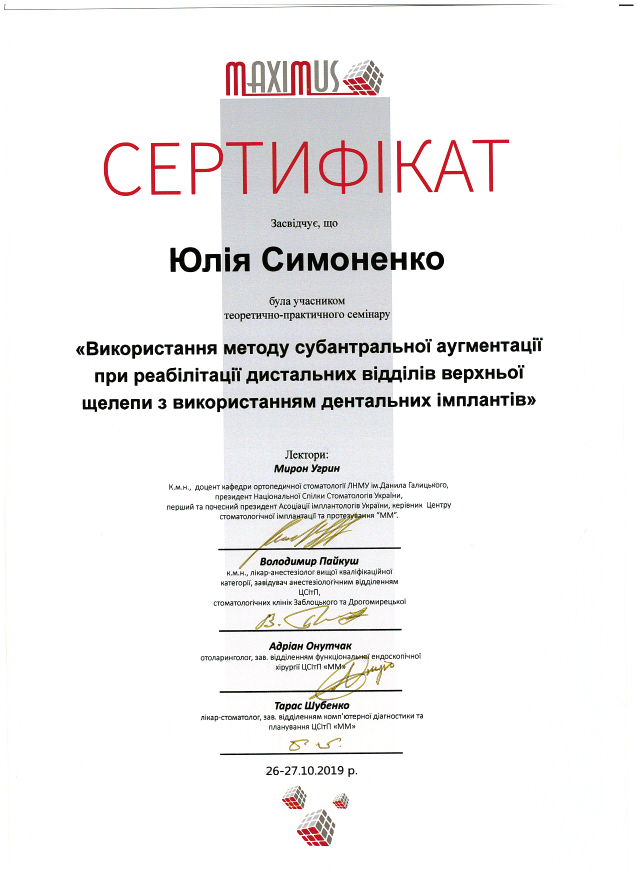 MAXIMUS
СЕРТИФІКАТ
Засвідчує, що
Юлія Симоненко
була учасником
теоретично-практичного семінару
«Використання методу субантральної аугментації
при реабілітації дистальних відділів верхньої
щелепи з використанням дентальних імплантів»
Лектори:
Мирон Угрин
К.м.н., доцент кафедри ортопедичної стоматології ЛНМУ ім.Данила Галицького,
президент Національної Спілки Стоматологів України,
перший та почесний президент Асоціації імплантологів України, керівник Центру
стоматологічної імплантації та протезування "ММ".
Володимир Пайкуш
к.м.н., лікар-анестезіолог вищої кваліфікаційної
категорії, завідувач анестезіологічним відділенням
ЦСІтП,
стоматологічних клінік Заблоцького та Дрогомирецької
Адріан Онутчак
отоларинголог, зав. відділенням функціональної ендоскопічної
хірургії ЦСІтП «ММ»
Тарас Шубенко
лікар-стоматолог, зав. відділенням комп'ютерної діагностики та
планування ЦСІтП «ММ»
26-27.10.2019 р.